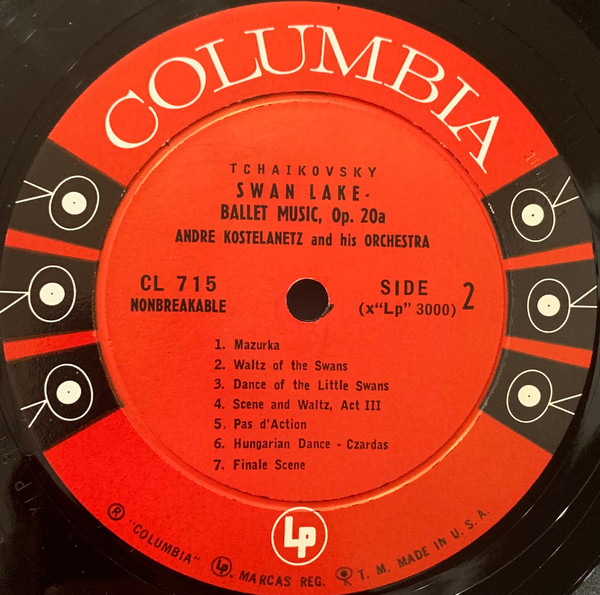 COLUMBIA
TCHAIKOVSKY
SWAN LAKE-
BALLET MUSIC, Op. 20a
ANDRE KOSTELANETZ and his ORCHESTRA
CL 715
NONBREAKABLE
SIDE 2
(x"Lp" 3000)
1. Mazurka
2. Waltz of the Swans
3. Dance of the Little Swans
4. Scene and Waltz, Act III
5. Pas d'Action
6. Hungarian Dance - Czardas
7. Finale Scene
Lp
® "COLUMBIA" Lp. MARCAS REG. T. M. MADE IN U. S. A.